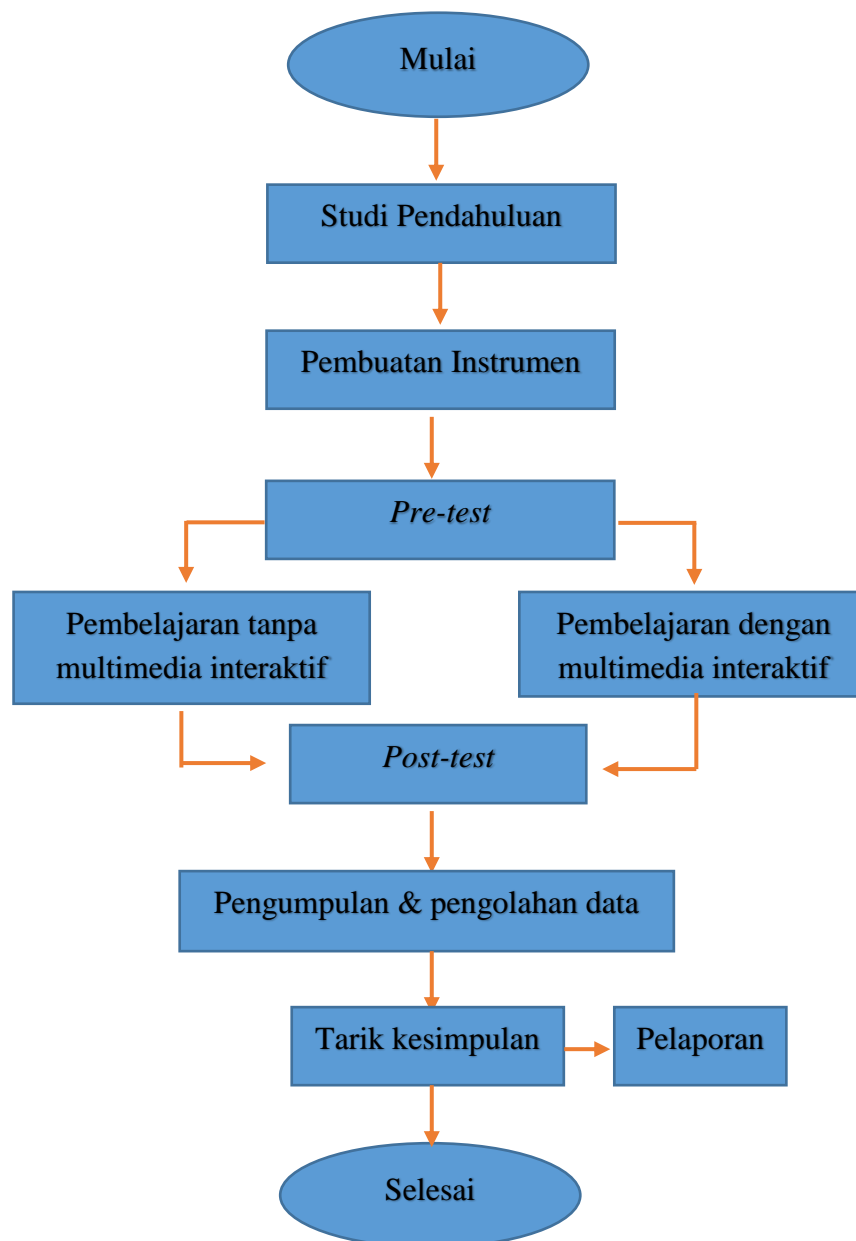 Mulai
Studi Pendahuluan
Pembuatan Instrumen
Pre-test
Pembelajaran tanpa
multimedia interaktif
Pembelajaran dengan
multimedia interaktif
Post-test
Pengumpulan & pengolahan data
Tarik kesimpulan
Pelaporan
Selesai